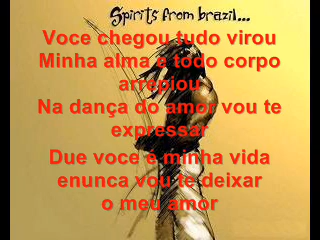 Spirits from brazil...
Voce chegou tudo virou
Minha alma e todo corpo
arrepiou
Na dança do amor vou te
expressar
Due voce e minha vida
enunca vou te deixar
o meu amor